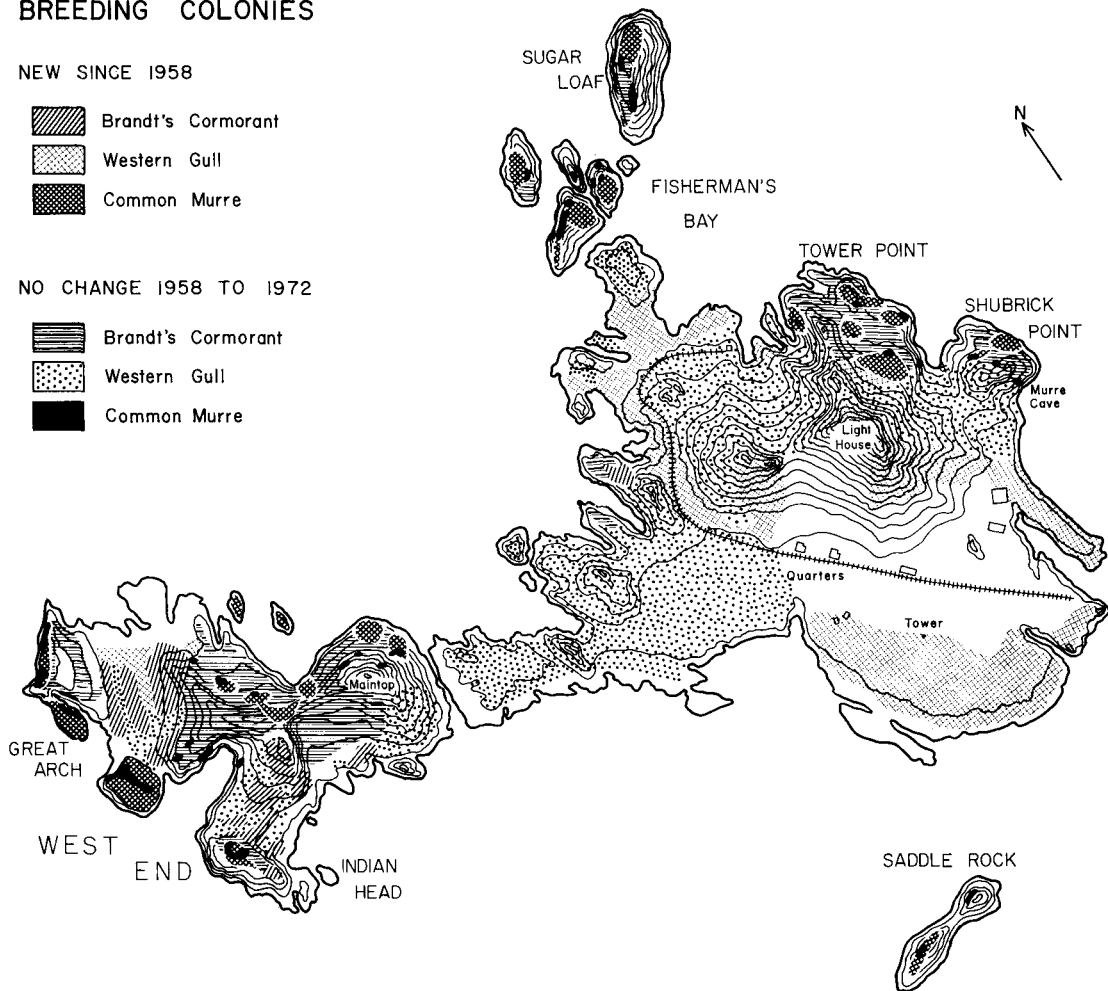 BREEDING COLONIES
NEW SINCE 1958
Brandt's Cormorant
Western Gull
Common Murre
NO CHANGE 1958 TO 1972
Brandt's Cormorant
Western Gull
Common Murre
SUGAR
LOAF
N
FISHERMAN'S
BAY
TOWER POINT
SHUBRICK
POINT
Murre
Cave
Light
House
Quarters
Tower
Maintop
GREAT
ARCH
WEST
END
INDIAN
HEAD
SADDLE ROCK